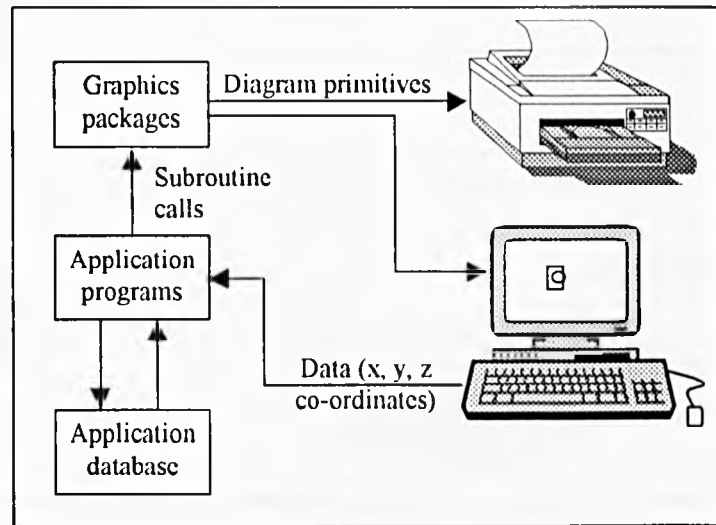 Graphics
packages
Diagram primitives
Subroutine
calls
Application
programs
Data (x, y, z
co-ordinates)
Application
database